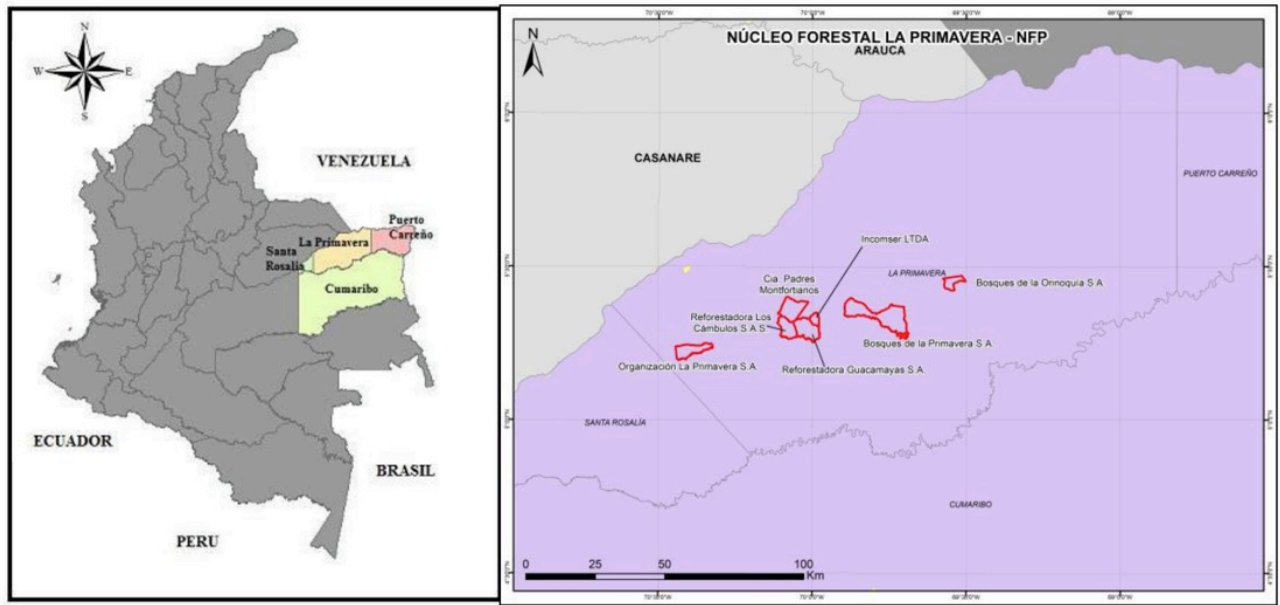 N
W
E
S
VENEZUELA
Puerto
Carreño
La Primavera
Santa
Rosalía
Cumaribo
ECUADOR
BRASIL
PERU
NÚCLEO FORESTAL LA PRIMAVERA - NFP
N
ARAUCA
CASANARE
PUERTO CARREÑO
Incomser LTDA
LA PRIMAVERA
Cia. Padres
Montfortianos
Bosques de la Orinoquia S.A.
Reforestadora Los
Cámbulos S.A.S.
Bosques de la Primavera S.A.
Organización La Primavera S.A.
Reforestadora Guacamayas S.A.
SANTA ROSALÍA
CUMARIBO
0 25 50 100
Km